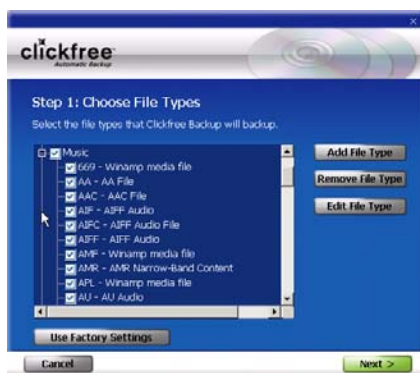 clickfree
Automatic Backup
Step 1: Choose File Types
Select the file types that Clickfree Backup will backup.
Music
669 - Winamp media file
AA - AA File
AAC - AAC File
AIF - AIFF Audio
AIFC - AIFF Audio File
AIFF - AIFF Audio
AMF - Winamp media file
AMR - AMR Narrow-Band Content
APL - Winamp media file
AU - AU Audio
Add File Type
Remove File Type
Edit File Type
Use Factory Settings
Cancel
Next >